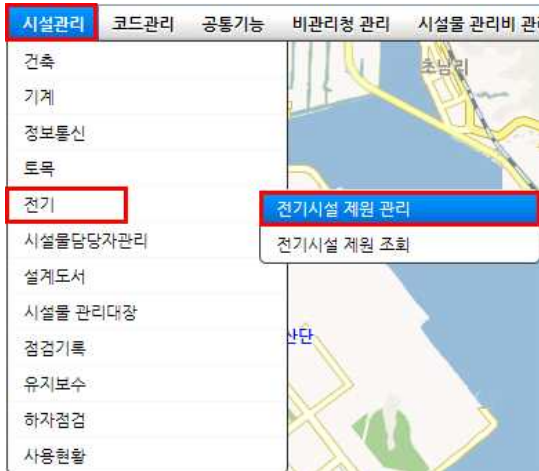 시설관리 코드관리 공통기능 비관리청 관리 시설물 관리비 관리
건축
초남리
기계
정보통신
토목
전기
전기시설 제원 관리
시설물담당자관리
전기시설 제원 조회
설계도서
시설물 관리대장
산단
점검기록
유지보수
하자점검
사용현황